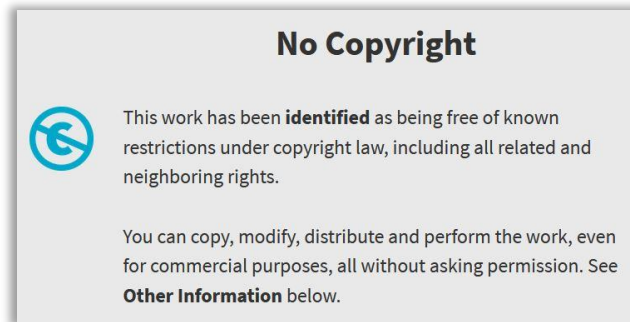 No Copyright
This work has been identified as being free of known
restrictions under copyright law, including all related and
neighboring rights.
You can copy, modify, distribute and perform the work, even
for commercial purposes, all without asking permission. See
Other Information below.